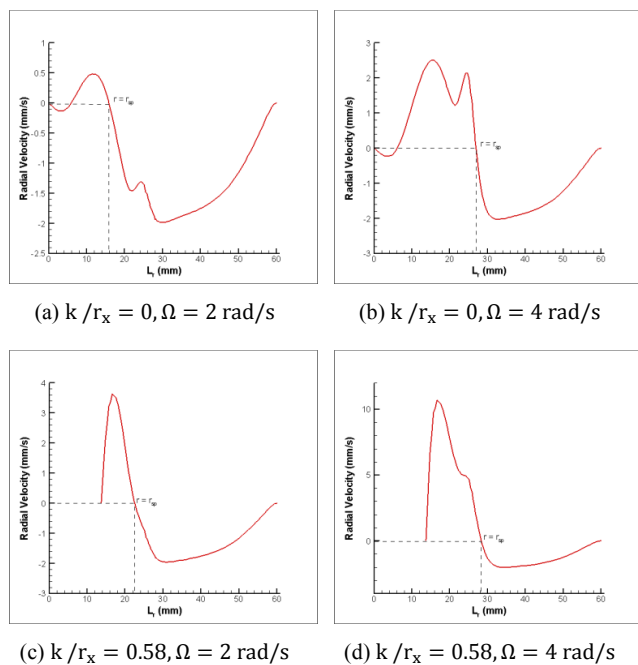 1
0.5
0
-0.5
-1
-1.5
-2
-2.5
0 10 20 30 40 50 60
Radial Velocity (mm/s)
L_r (mm)
r = r_sp
(a) k /r_x = 0, Ω = 2 rad/s
3
2
1
0
-1
-2
-3
0 10 20 30 40 50 60
Radial Velocity (mm/s)
L_r (mm)
r = r_sp
(b) k /r_x = 0, Ω = 4 rad/s
4
3
2
1
0
-1
-2
-3
0 10 20 30 40 50 60
Radial Velocity (mm/s)
L_r (mm)
r = r_sp
(c) k /r_x = 0.58, Ω = 2 rad/s
10
5
0
0 10 20 30 40 50 60
Radial Velocity (mm/s)
L_r (mm)
r = r_sp
(d) k /r_x = 0.58, Ω = 4 rad/s